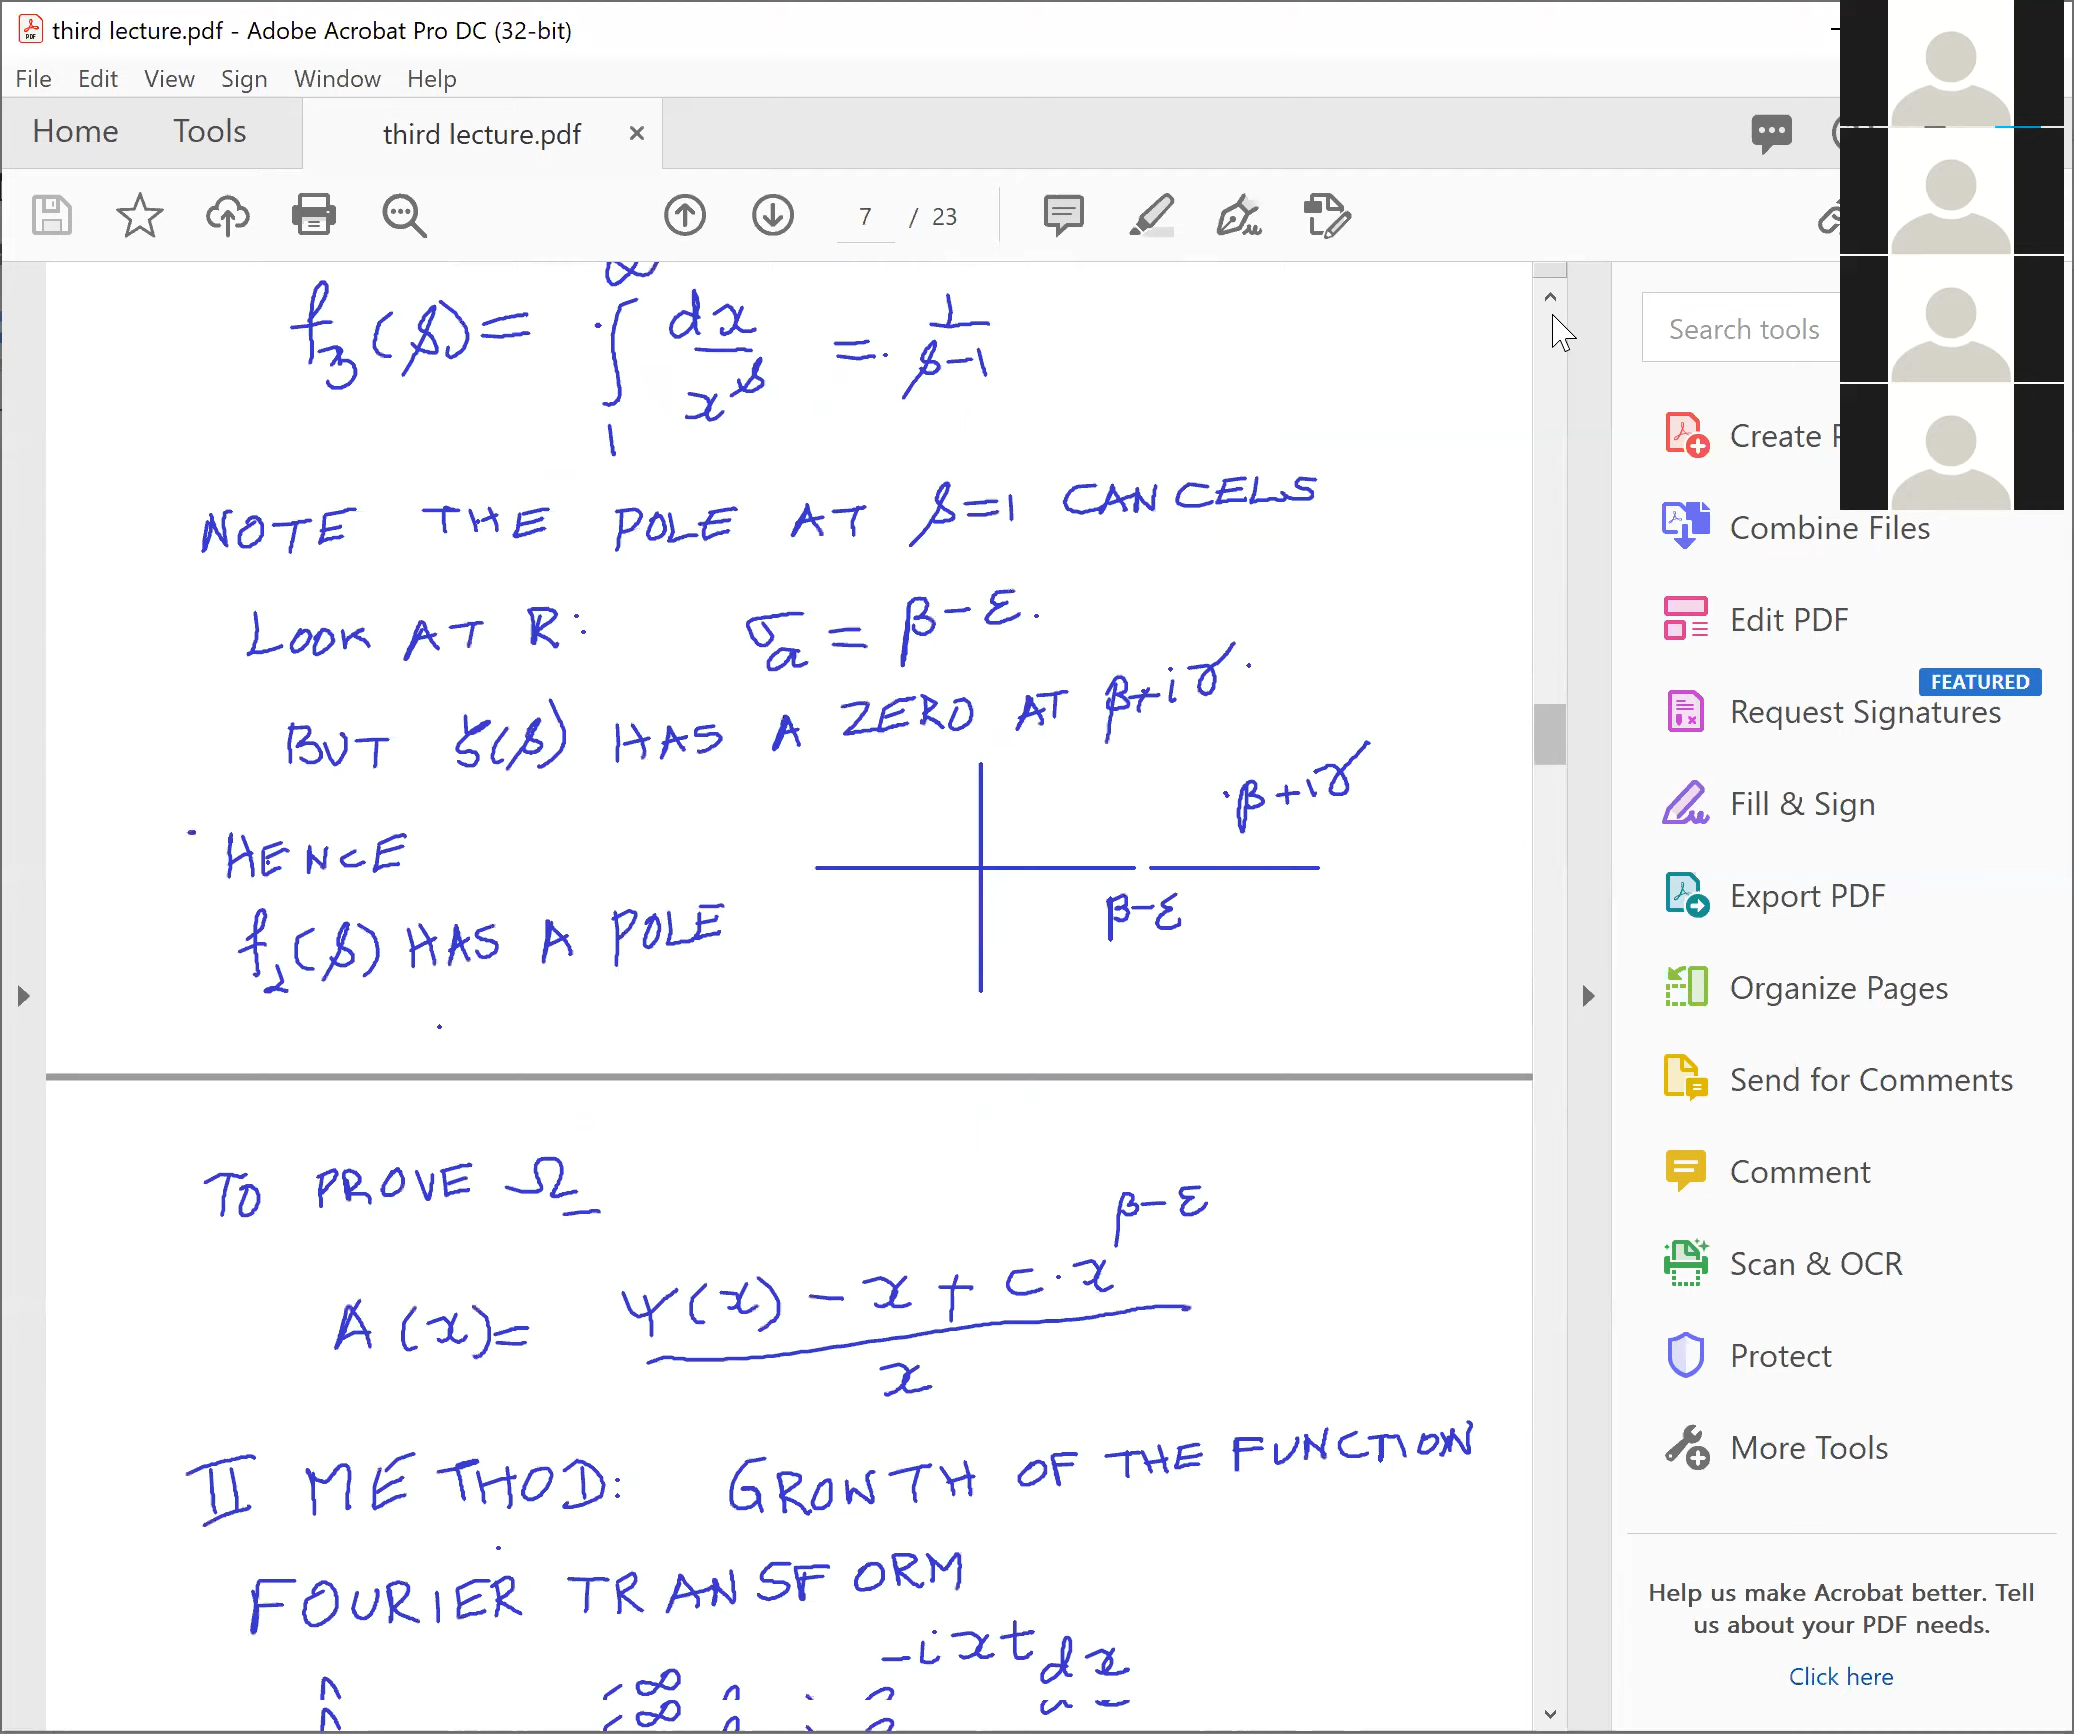 third lecture.pdf - Adobe Acrobat Pro DC (32-bit)
File Edit View Sign Window Help
Home Tools third lecture.pdf ×
7 / 23
f₃(s) = ∫₁^∞ dx/x^s = 1/(s-1)
NOTE THE POLE AT s=1 CANCELS
LOOK AT R: σₐ = β-ε.
BUT ζ(s) HAS A ZERO AT β+iγ.
β+iγ
HENCE
β-ε
f₂(s) HAS A POLE
TO PROVE Ω₋
A(x) = (ψ(x) - x + c·x^(β-ε))/x
II METHOD: GROWTH OF THE FUNCTION
FOURIER TRANSFORM
-ixt dx
Search tools
Create
Combine Files
Edit PDF
FEATURED
Request Signatures
Fill & Sign
Export PDF
Organize Pages
Send for Comments
Comment
Scan & OCR
Protect
More Tools
Help us make Acrobat better. Tell
us about your PDF needs.
Click here